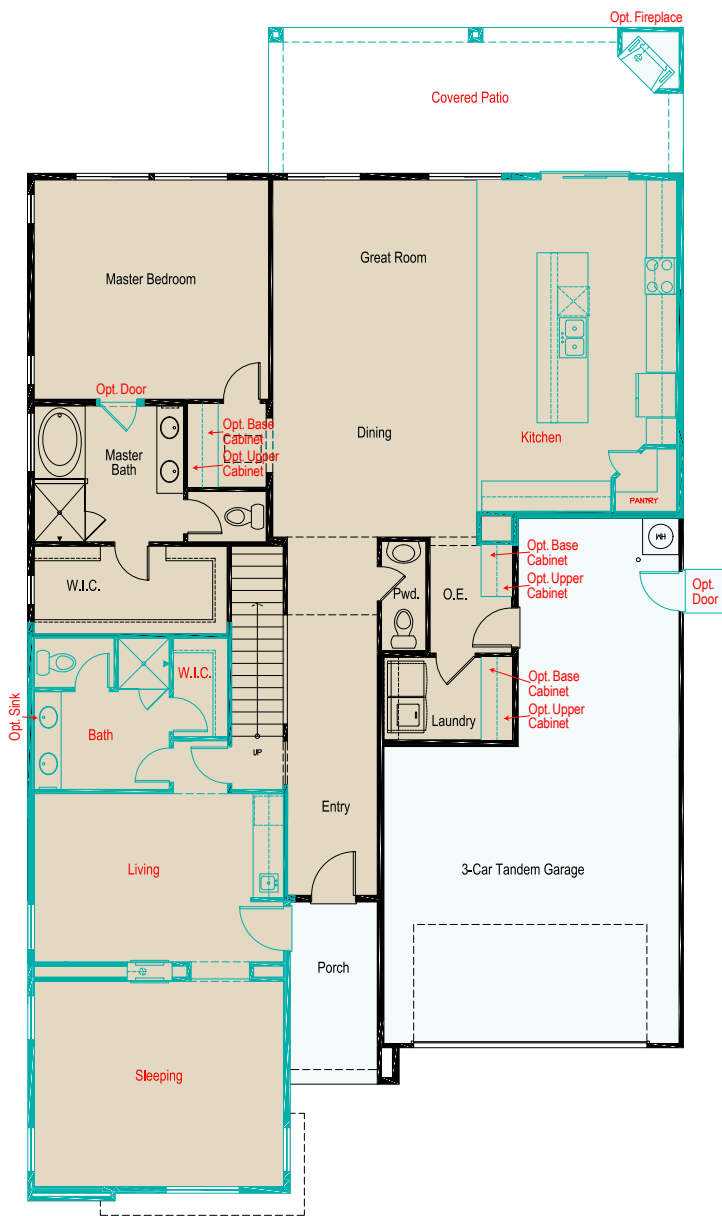 Opt. Fireplace
Covered Patio
Great Room
Master Bedroom
Opt. Door
Opt. Base
Cabinet
Opt. Upper
Cabinet
Dining
Kitchen
Master
Bath
PANTRY
WH
Opt. Base
Cabinet
Opt. Upper
Cabinet
Opt.
Door
W.I.C.
Pwd.
O.E.
W.I.C.
Opt. Base
Cabinet
Opt. Upper
Cabinet
Opt. Sink
Bath
Laundry
UP
Entry
Living
3-Car Tandem Garage
Porch
Sleeping